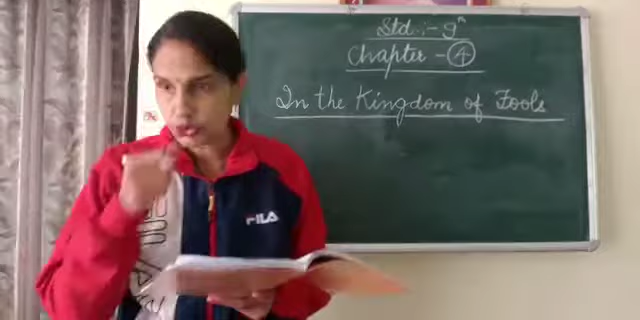 Std :- 9th
Chapter - 4
In the Kingdom of Fools
FILA